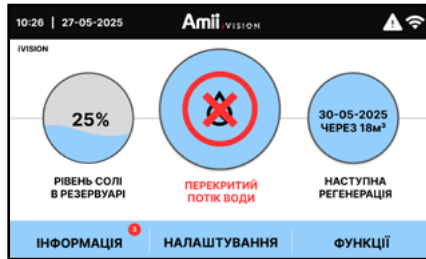 10:26 | 27-05-2025
Amii.VISION
iVISION
25%
30-05-2025
ЧЕРЕЗ 18м³
РІВЕНЬ СОЛІ
В РЕЗЕРВУАРІ
ПЕРЕКРИТИЙ
ПОТІК ВОДИ
НАСТУПНА
РЕГЕНЕРАЦІЯ
ІНФОРМАЦІЯ 3
НАЛАШТУВАННЯ
ФУНКЦІЇ